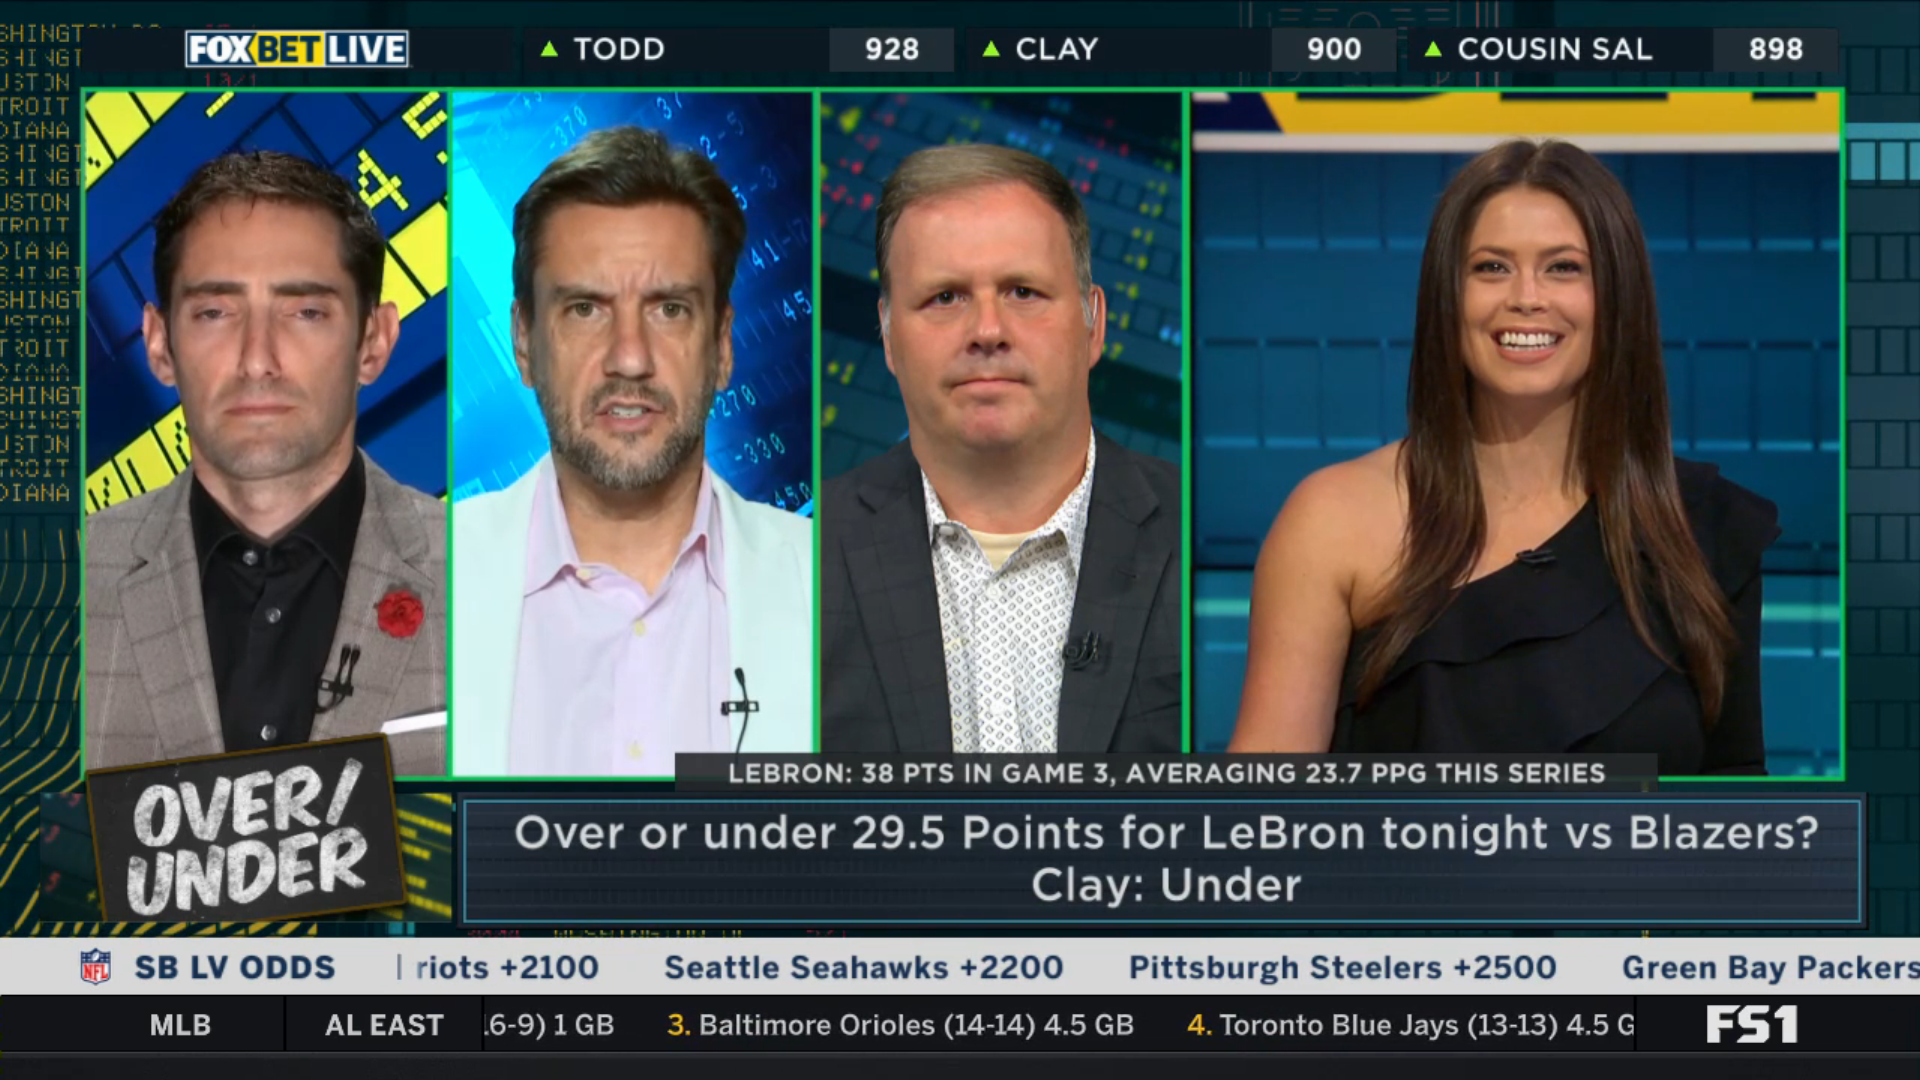 FOX BET LIVE
▲ TODD 928 ▲ CLAY 900 ▲ COUSIN SAL 898
LEBRON: 38 PTS IN GAME 3, AVERAGING 23.7 PPG THIS SERIES
OVER/
UNDER
Over or under 29.5 Points for LeBron tonight vs Blazers?
Clay: Under
NFL SB LV ODDS | riots +2100 Seattle Seahawks +2200 Pittsburgh Steelers +2500 Green Bay Packers
MLB AL EAST 6-9) 1 GB 3. Baltimore Orioles (14-14) 4.5 GB 4. Toronto Blue Jays (13-13) 4.5 G FS1